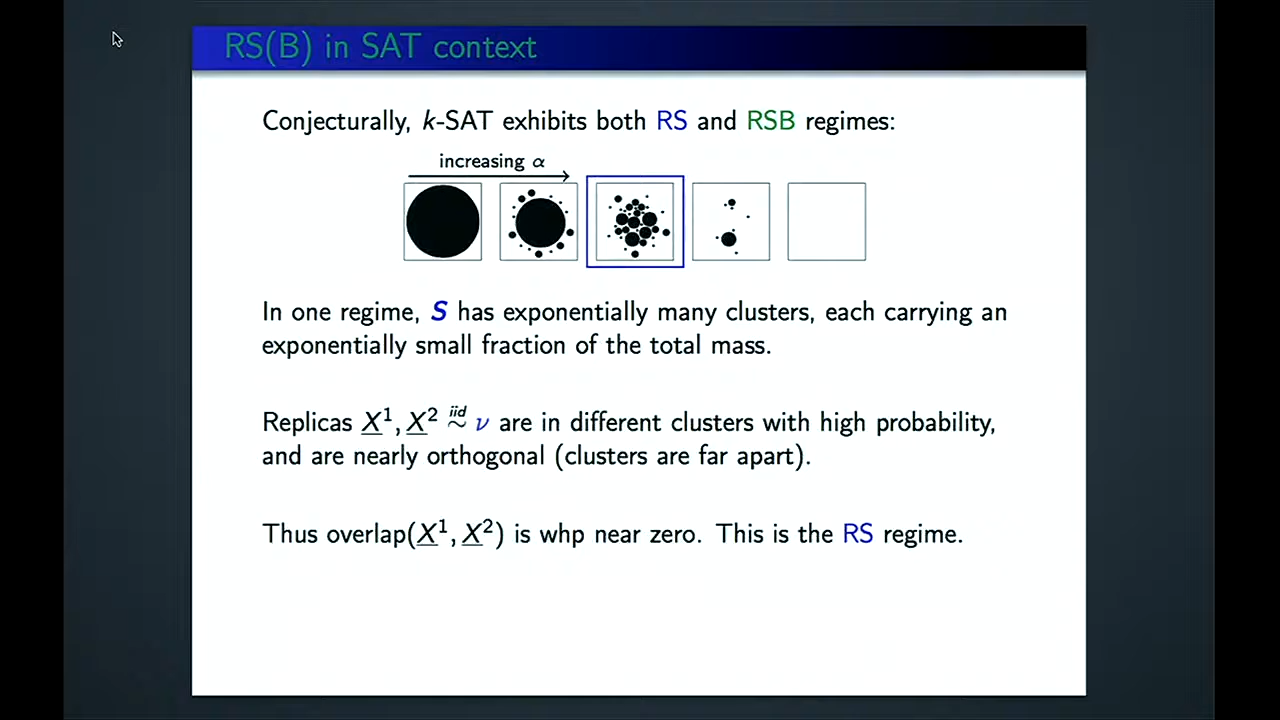 RS(B) in SAT context
Conjecturally, k-SAT exhibits both RS and RSB regimes:
increasing α
In one regime, S has exponentially many clusters, each carrying an
exponentially small fraction of the total mass.
Replicas X¹, X² iid ~ ν are in different clusters with high probability,
and are nearly orthogonal (clusters are far apart).
Thus overlap(X¹, X²) is whp near zero. This is the RS regime.